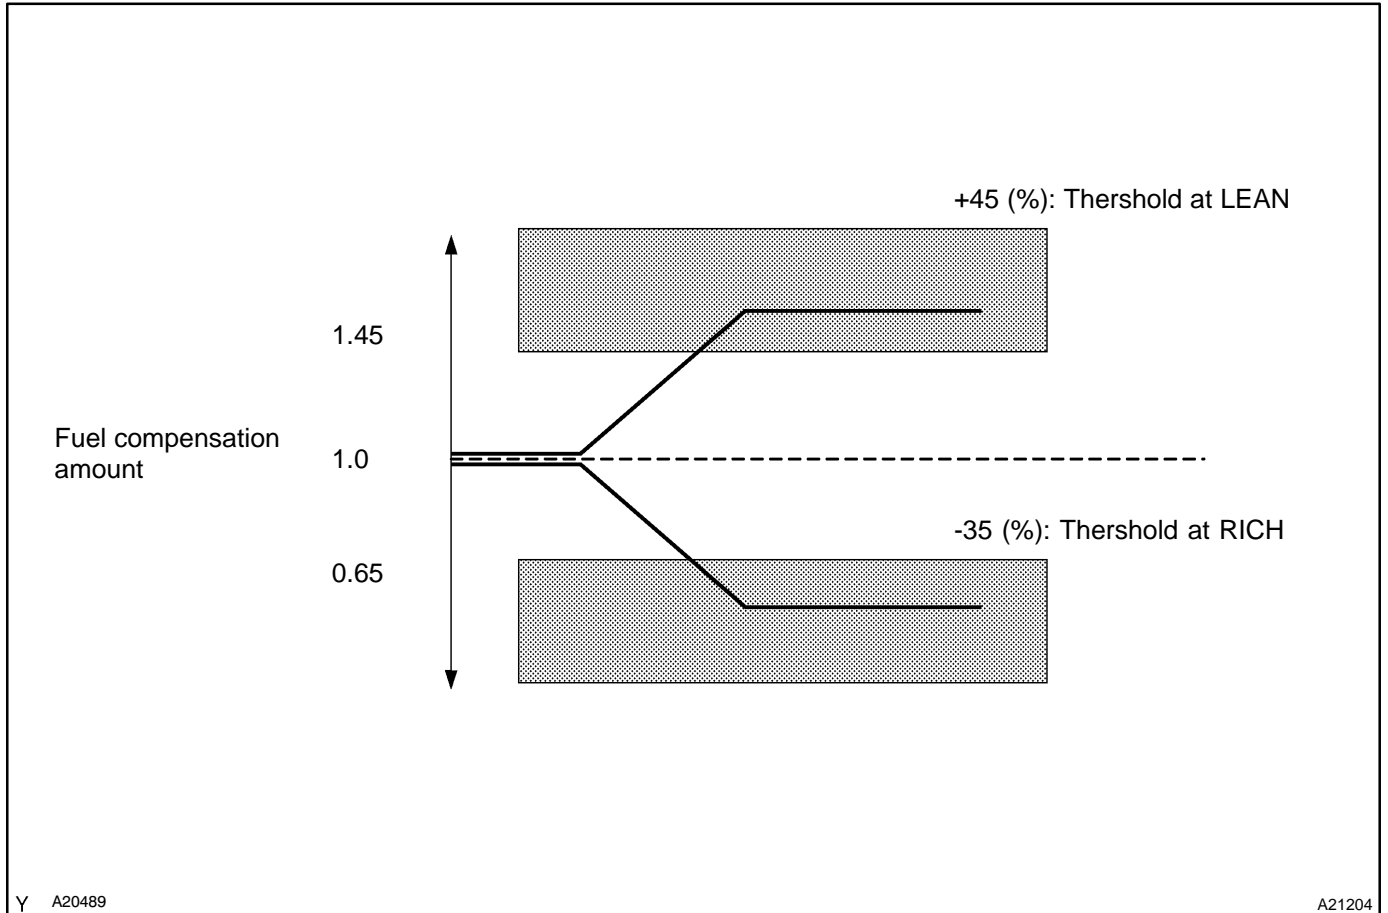 +45 (%): Thershold at LEAN
1.45
Fuel compensation
amount
1.0
-35 (%): Thershold at RICH
0.65
Y A20489
A21204